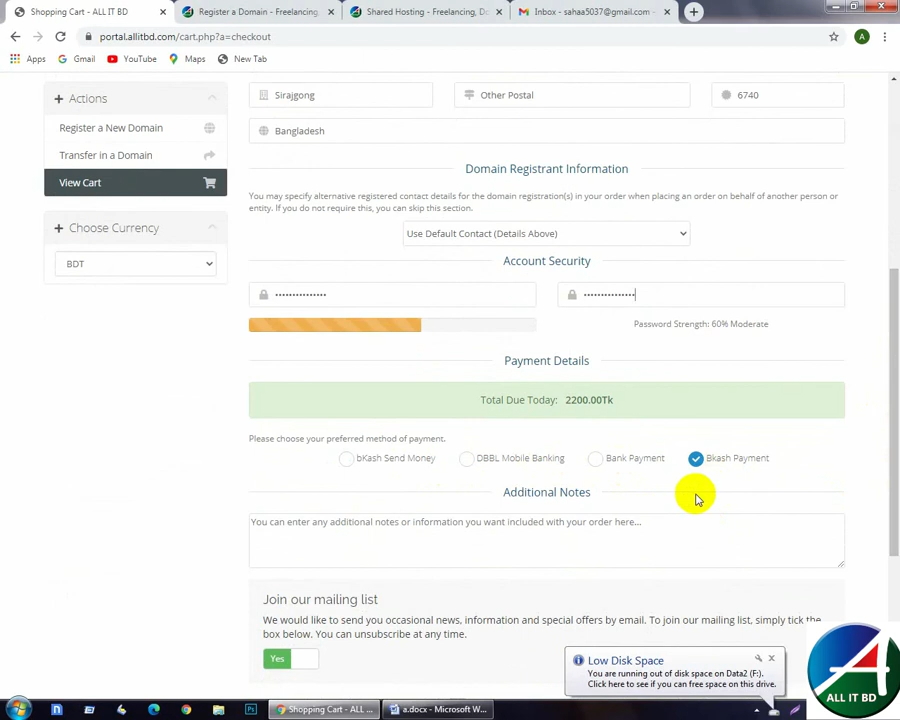 Shopping Cart - ALL IT BD
Register a Domain - Freelancing,
Shared Hosting - Freelancing, D
Inbox - sahaa5037@gmail.com -
portal.allitbd.com/cart.php?a=checkout
A
Apps
Gmail
YouTube
Maps
New Tab
Actions
Register a New Domain
Transfer in a Domain
View Cart
Choose Currency
BDT
Sirajgong
Other Postal
6740
Bangladesh
Domain Registrant Information
You may specify alternative registered contact details for the domain registration(s) in your order when placing an order on behalf of another person or
entity. If you do not require this, you can skip this section.
Use Default Contact (Details Above)
Account Security
•••••••••••••••
•••••••••••••••
Password Strength: 60% Moderate
Payment Details
Total Due Today: 2200.00Tk
Please choose your preferred method of payment.
bKash Send Money
DBBL Mobile Banking
Bank Payment
Bkash Payment
Additional Notes
You can enter any additional notes or information you want included with your order here...
Join our mailing list
We would like to send you occasional news, information and special offers by email. To join our mailing list, simply tick the
box below. You can unsubscribe at any time.
Yes
Low Disk Space
You are running out of disk space on Data2 (F:).
Click here to see if you can free space on this drive.
Shopping Cart - ALL ...
a.docx - Microsoft W...
ALL IT BD